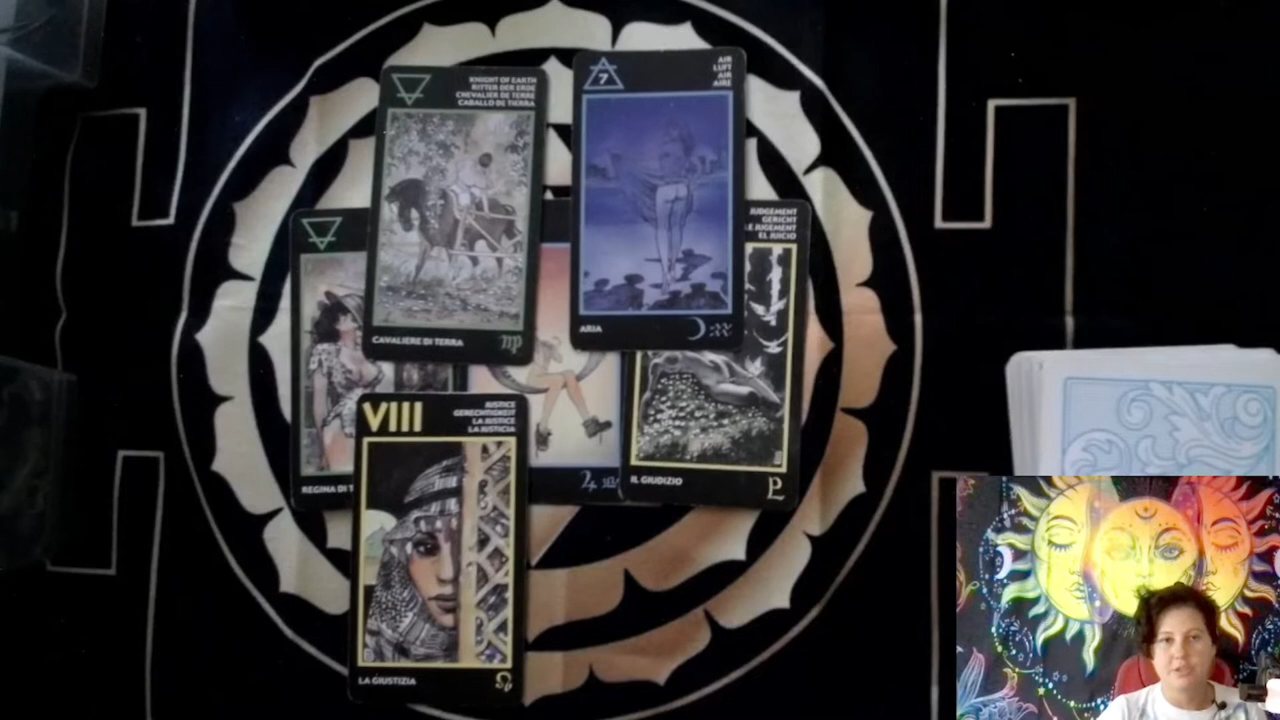 KNIGHT OF EARTH
RITTER DER ERDE
CHEVALIER DE TERRE
CABALLO DE TIERRA
CAVALIERE DI TERRA
7
AIR
LUFT
AIR
AIRE
ARIA
REGINA DI T
JUDGEMENT
GERICHT
LE JUGEMENT
EL JUICIO
IL GIUDIZIO
VIII
JUSTICE
GERECHTIGKEIT
LA JUSTICE
LA JUSTICIA
LA GIUSTIZIA